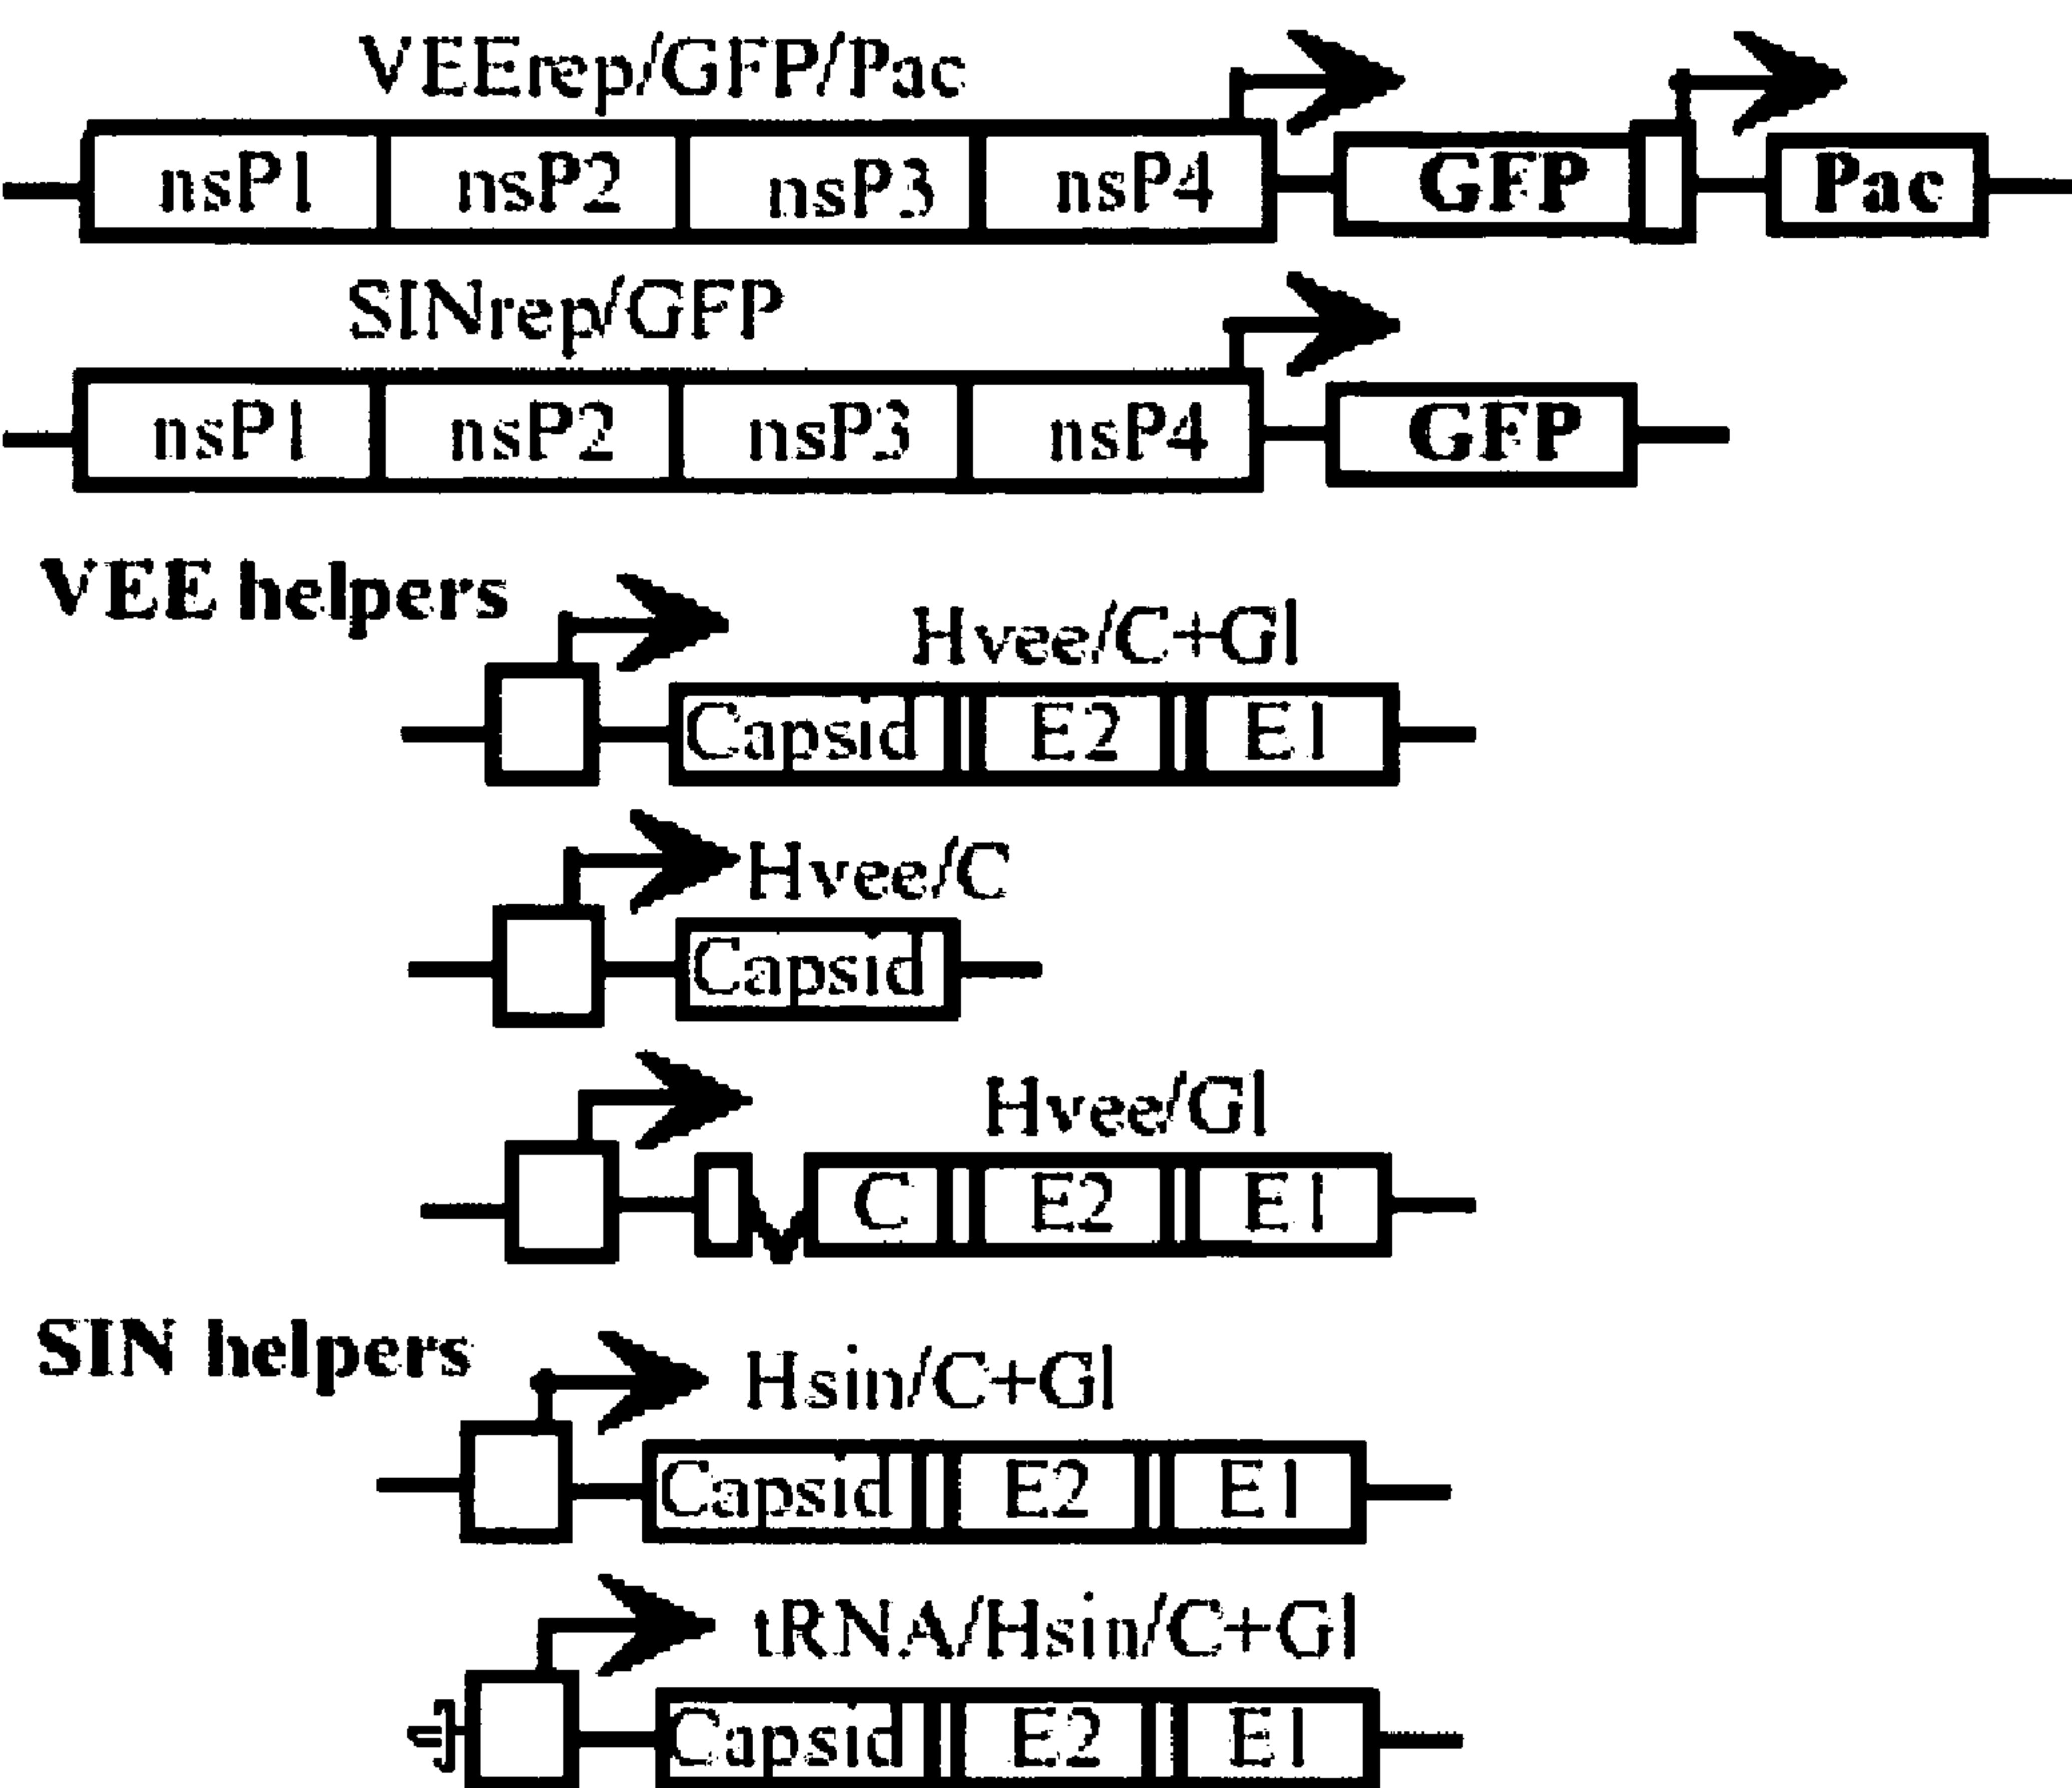 VEErep/GFP/Pac
nsP1 nsP2 nsP3 nsP4 GFP Pac
SINrep/GFP
nsP1 nsP2 nsP3 nsP4 GFP
VEE helpers
Hvee/C+Gl
Capsid E2 E1
Hvee/C
Capsid
Hvee/Gl
C E2 E1
SIN helpers
Hsin/C+Gl
Capsid E2 E1
tRNA/Hsin/C+Gl
Capsid E2 E1